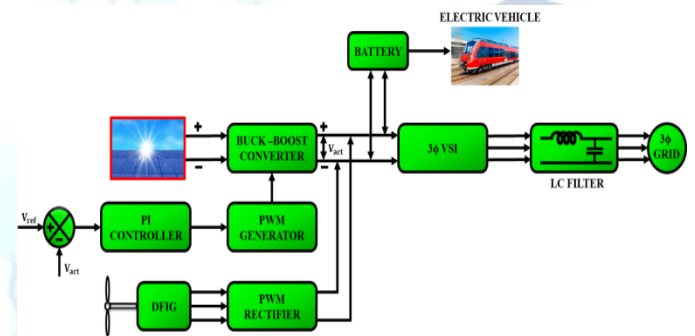 ELECTRIC VEHICLE
BATTERY
+
-
BUCK-BOOST
CONVERTER
+
Vact
-
3ϕ VSI
LC FILTER
3ϕ
GRID
Vref
+
-
Vact
PI
CONTROLLER
PWM
GENERATOR
DFIG
PWM
RECTIFIER